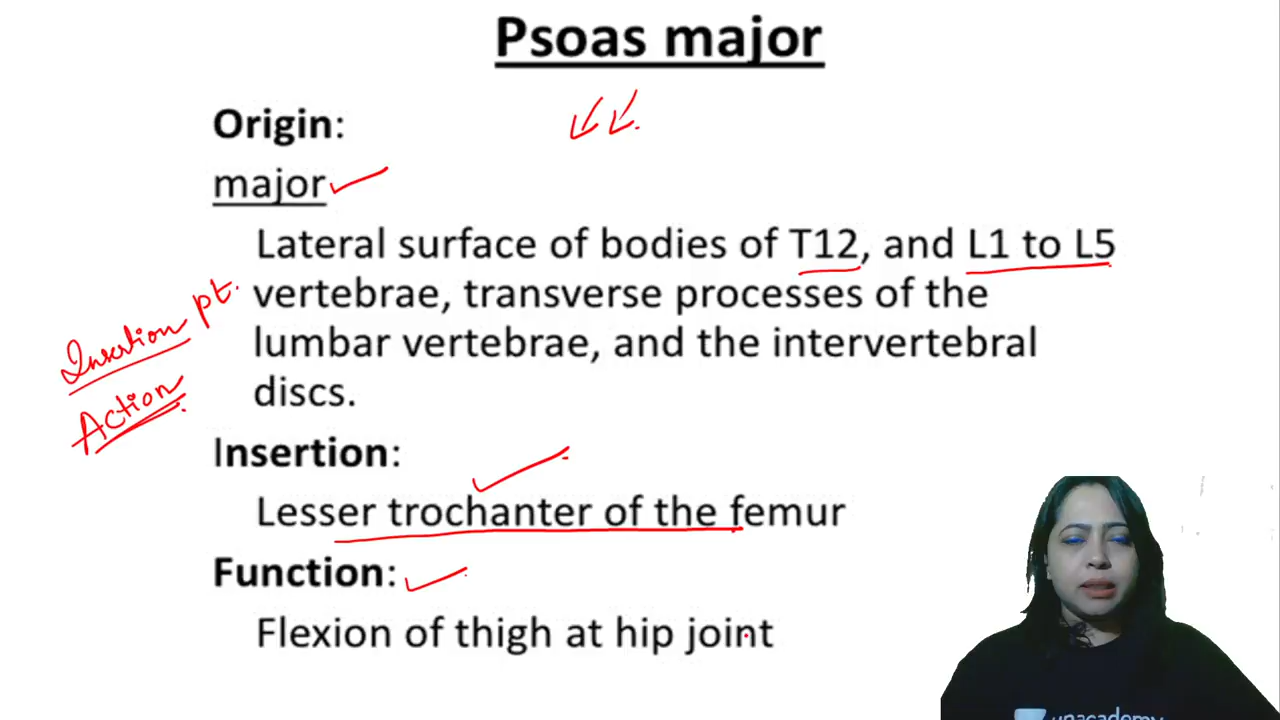 Psoas major
Origin:
major
Lateral surface of bodies of T12, and L1 to L5
vertebrae, transverse processes of the
lumbar vertebrae, and the intervertebral
discs.
Insertion pt.
Action
Insertion:
Lesser trochanter of the femur
Function:
Flexion of thigh at hip joint
unacademy